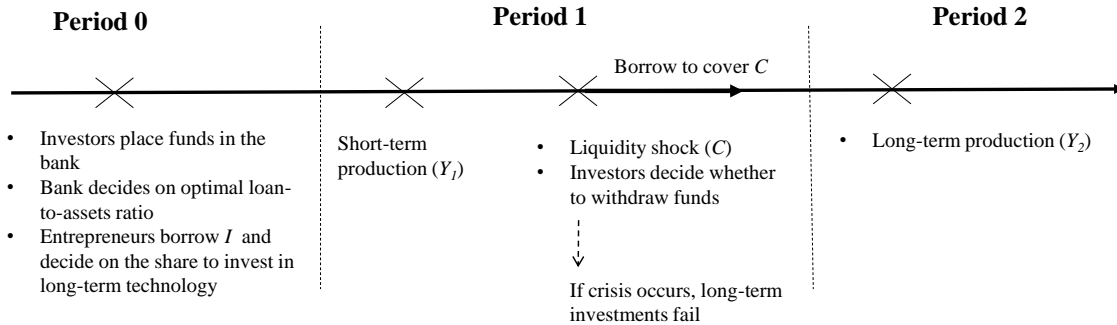 Period 0
Period 1
Period 2
Borrow to cover C
• Investors place funds in the
bank
• Bank decides on optimal loan-
to-assets ratio
• Entrepreneurs borrow I and
decide on the share to invest in
long-term technology
Short-term
production (Y1)
• Liquidity shock (C)
• Investors decide whether
to withdraw funds
If crisis occurs, long-term
investments fail
• Long-term production (Y2)